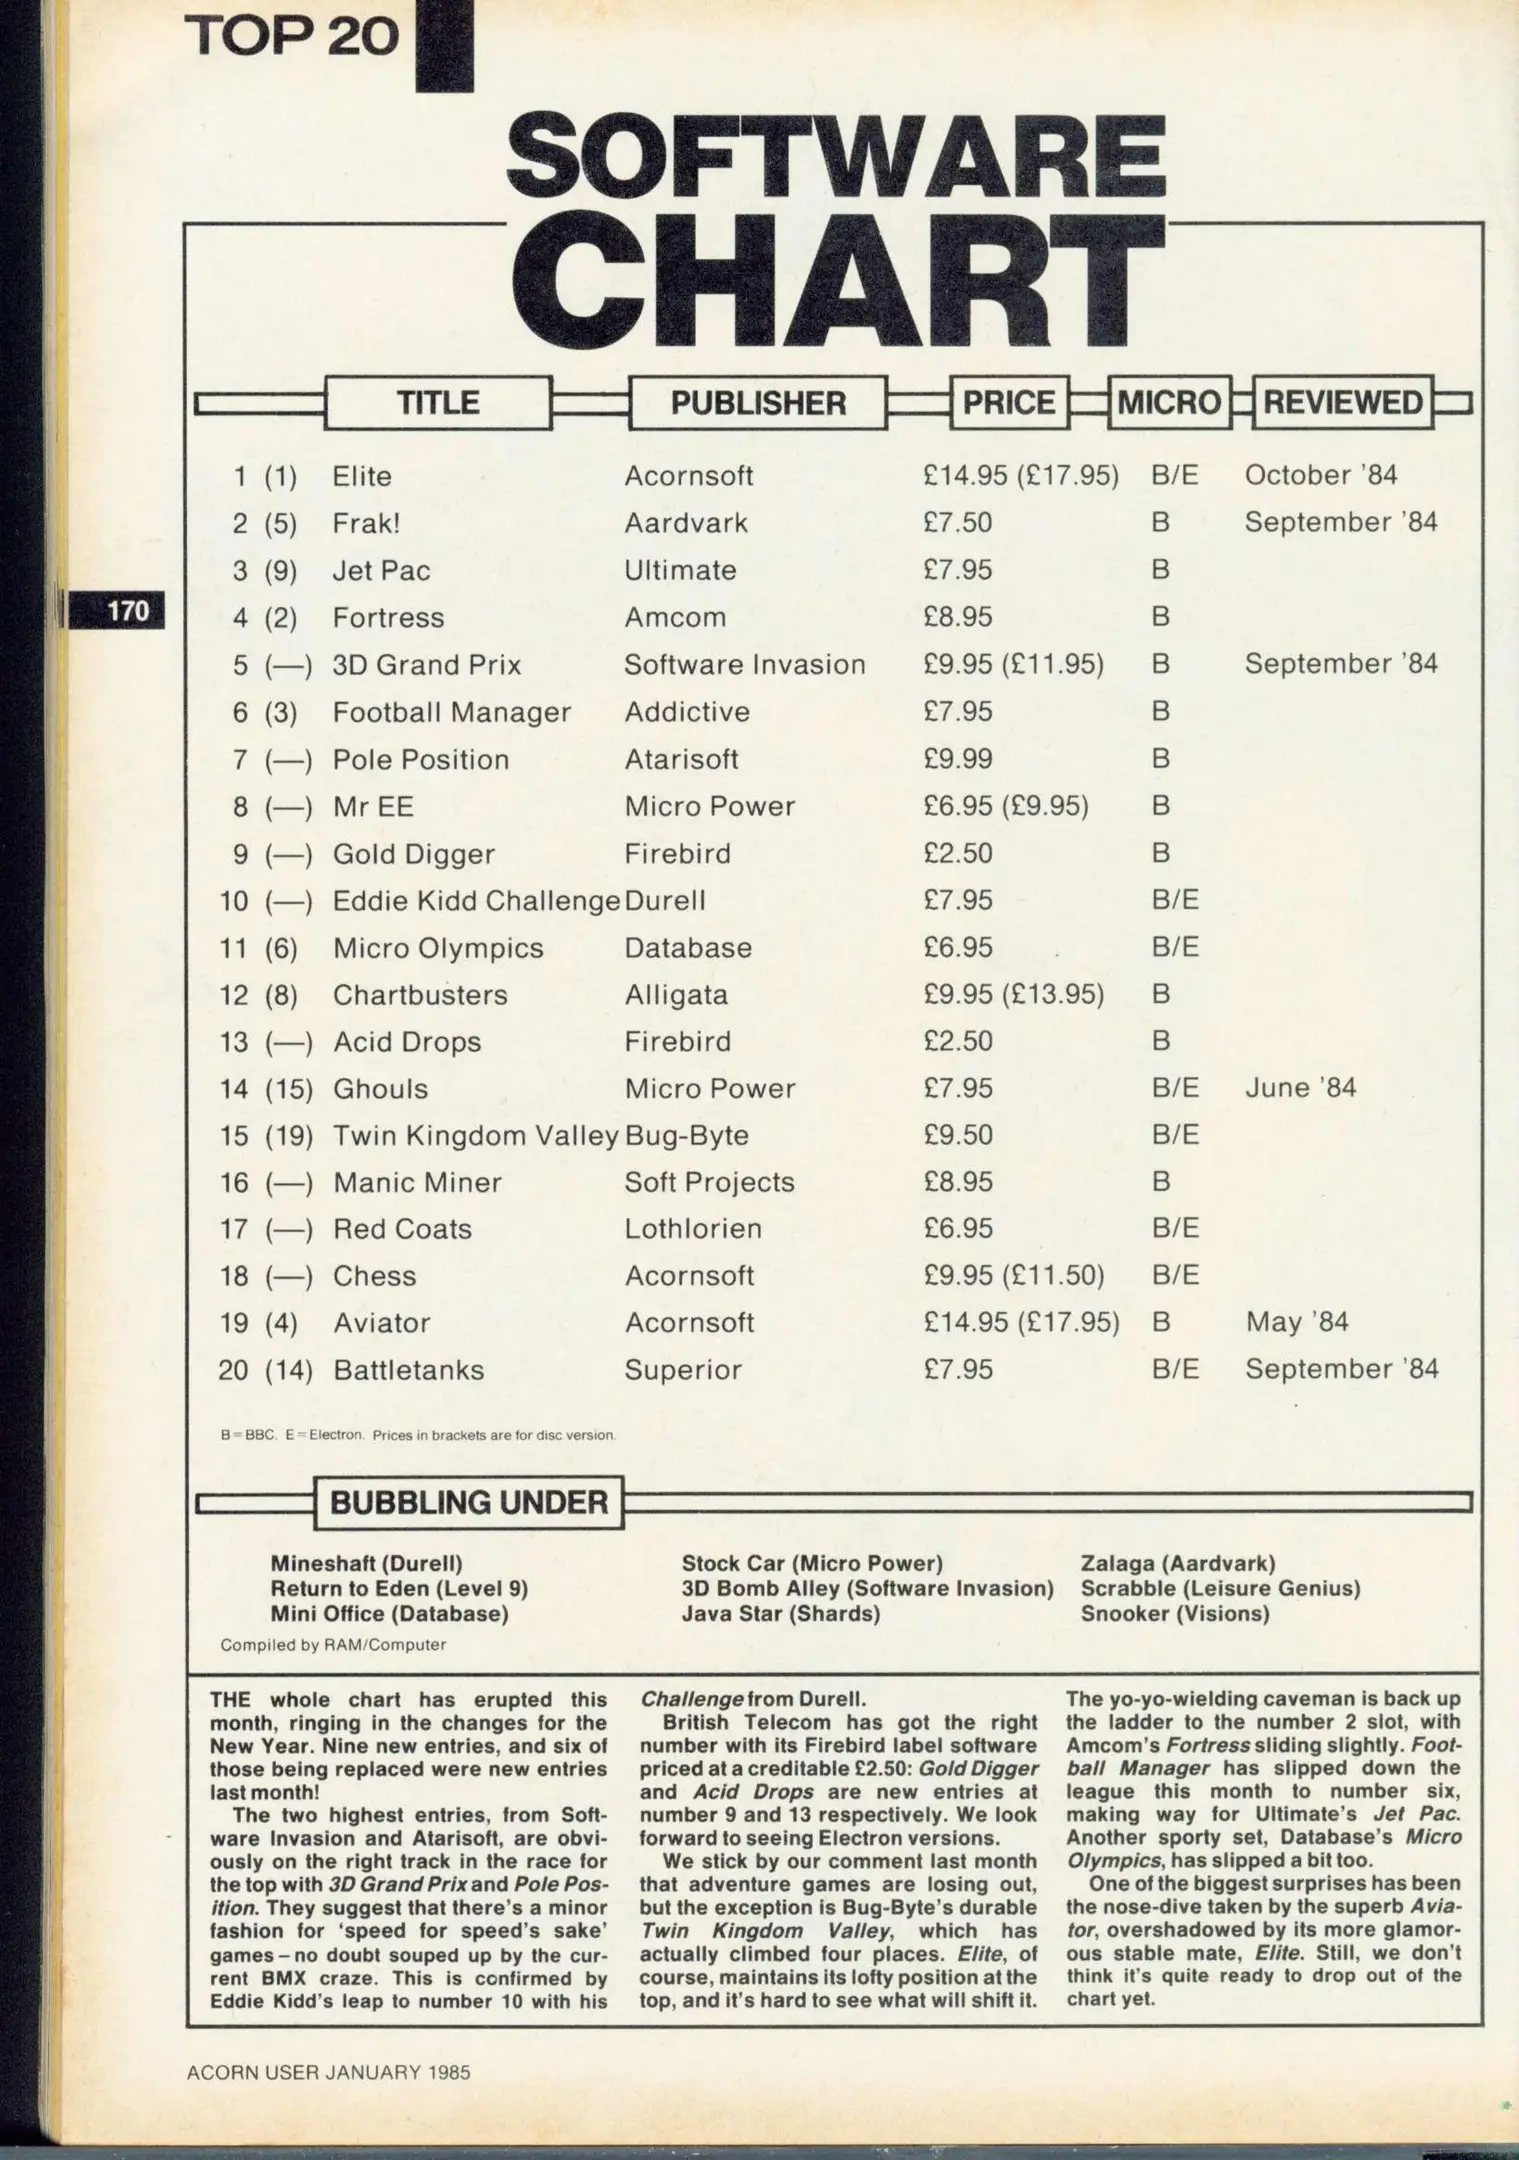 TOP 20
SOFTWARE
CHART
TITLE PUBLISHER PRICE MICRO REVIEWED
1 (1) Elite Acornsoft £14.95 (£17.95) B/E October '84
2 (5) Frak! Aardvark £7.50 B September '84
3 (9) Jet Pac Ultimate £7.95 B
170
4 (2) Fortress Amcom £8.95 B
5 (—) 3D Grand Prix Software Invasion £9.95 (£11.95) B September '84
6 (3) Football Manager Addictive £7.95 B
7 (—) Pole Position Atarisoft £9.99 B
8 (—) Mr EE Micro Power £6.95 (£9.95) B
9 (—) Gold Digger Firebird £2.50 B
10 (—) Eddie Kidd Challenge Durell £7.95 B/E
11 (6) Micro Olympics Database £6.95 B/E
12 (8) Chartbusters Alligata £9.95 (£13.95) B
13 (—) Acid Drops Firebird £2.50 B
14 (15) Ghouls Micro Power £7.95 B/E June '84
15 (19) Twin Kingdom Valley Bug-Byte £9.50 B/E
16 (—) Manic Miner Soft Projects £8.95 B
17 (—) Red Coats Lothlorien £6.95 B/E
18 (—) Chess Acornsoft £9.95 (£11.50) B/E
19 (4) Aviator Acornsoft £14.95 (£17.95) B May '84
20 (14) Battletanks Superior £7.95 B/E September '84
B = BBC. E = Electron. Prices in brackets are for disc version.
BUBBLING UNDER
Mineshaft (Durell) Stock Car (Micro Power) Zalaga (Aardvark)
Return to Eden (Level 9) 3D Bomb Alley (Software Invasion) Scrabble (Leisure Genius)
Mini Office (Database) Java Star (Shards) Snooker (Visions)
Compiled by RAM/Computer
THE whole chart has erupted this
month, ringing in the changes for the
New Year. Nine new entries, and six of
those being replaced were new entries
last month!
The two highest entries, from Soft-
ware Invasion and Atarisoft, are obvi-
ously on the right track in the race for
the top with 3D Grand Prix and Pole Pos-
ition. They suggest that there's a minor
fashion for 'speed for speed's sake'
games – no doubt souped up by the cur-
rent BMX craze. This is confirmed by
Eddie Kidd's leap to number 10 with his
Challenge from Durell.
British Telecom has got the right
number with its Firebird label software
priced at a creditable £2.50: Gold Digger
and Acid Drops are new entries at
number 9 and 13 respectively. We look
forward to seeing Electron versions.
We stick by our comment last month
that adventure games are losing out,
but the exception is Bug-Byte's durable
Twin Kingdom Valley, which has
actually climbed four places. Elite, of
course, maintains its lofty position at the
top, and it's hard to see what will shift it.
The yo-yo-wielding caveman is back up
the ladder to the number 2 slot, with
Amcom's Fortress sliding slightly. Foot-
ball Manager has slipped down the
league this month to number six,
making way for Ultimate's Jet Pac.
Another sporty set, Database's Micro
Olympics, has slipped a bit too.
One of the biggest surprises has been
the nose-dive taken by the superb Avia-
tor, overshadowed by its more glamor-
ous stable mate, Elite. Still, we don't
think it's quite ready to drop out of the
chart yet.
ACORN USER JANUARY 1985